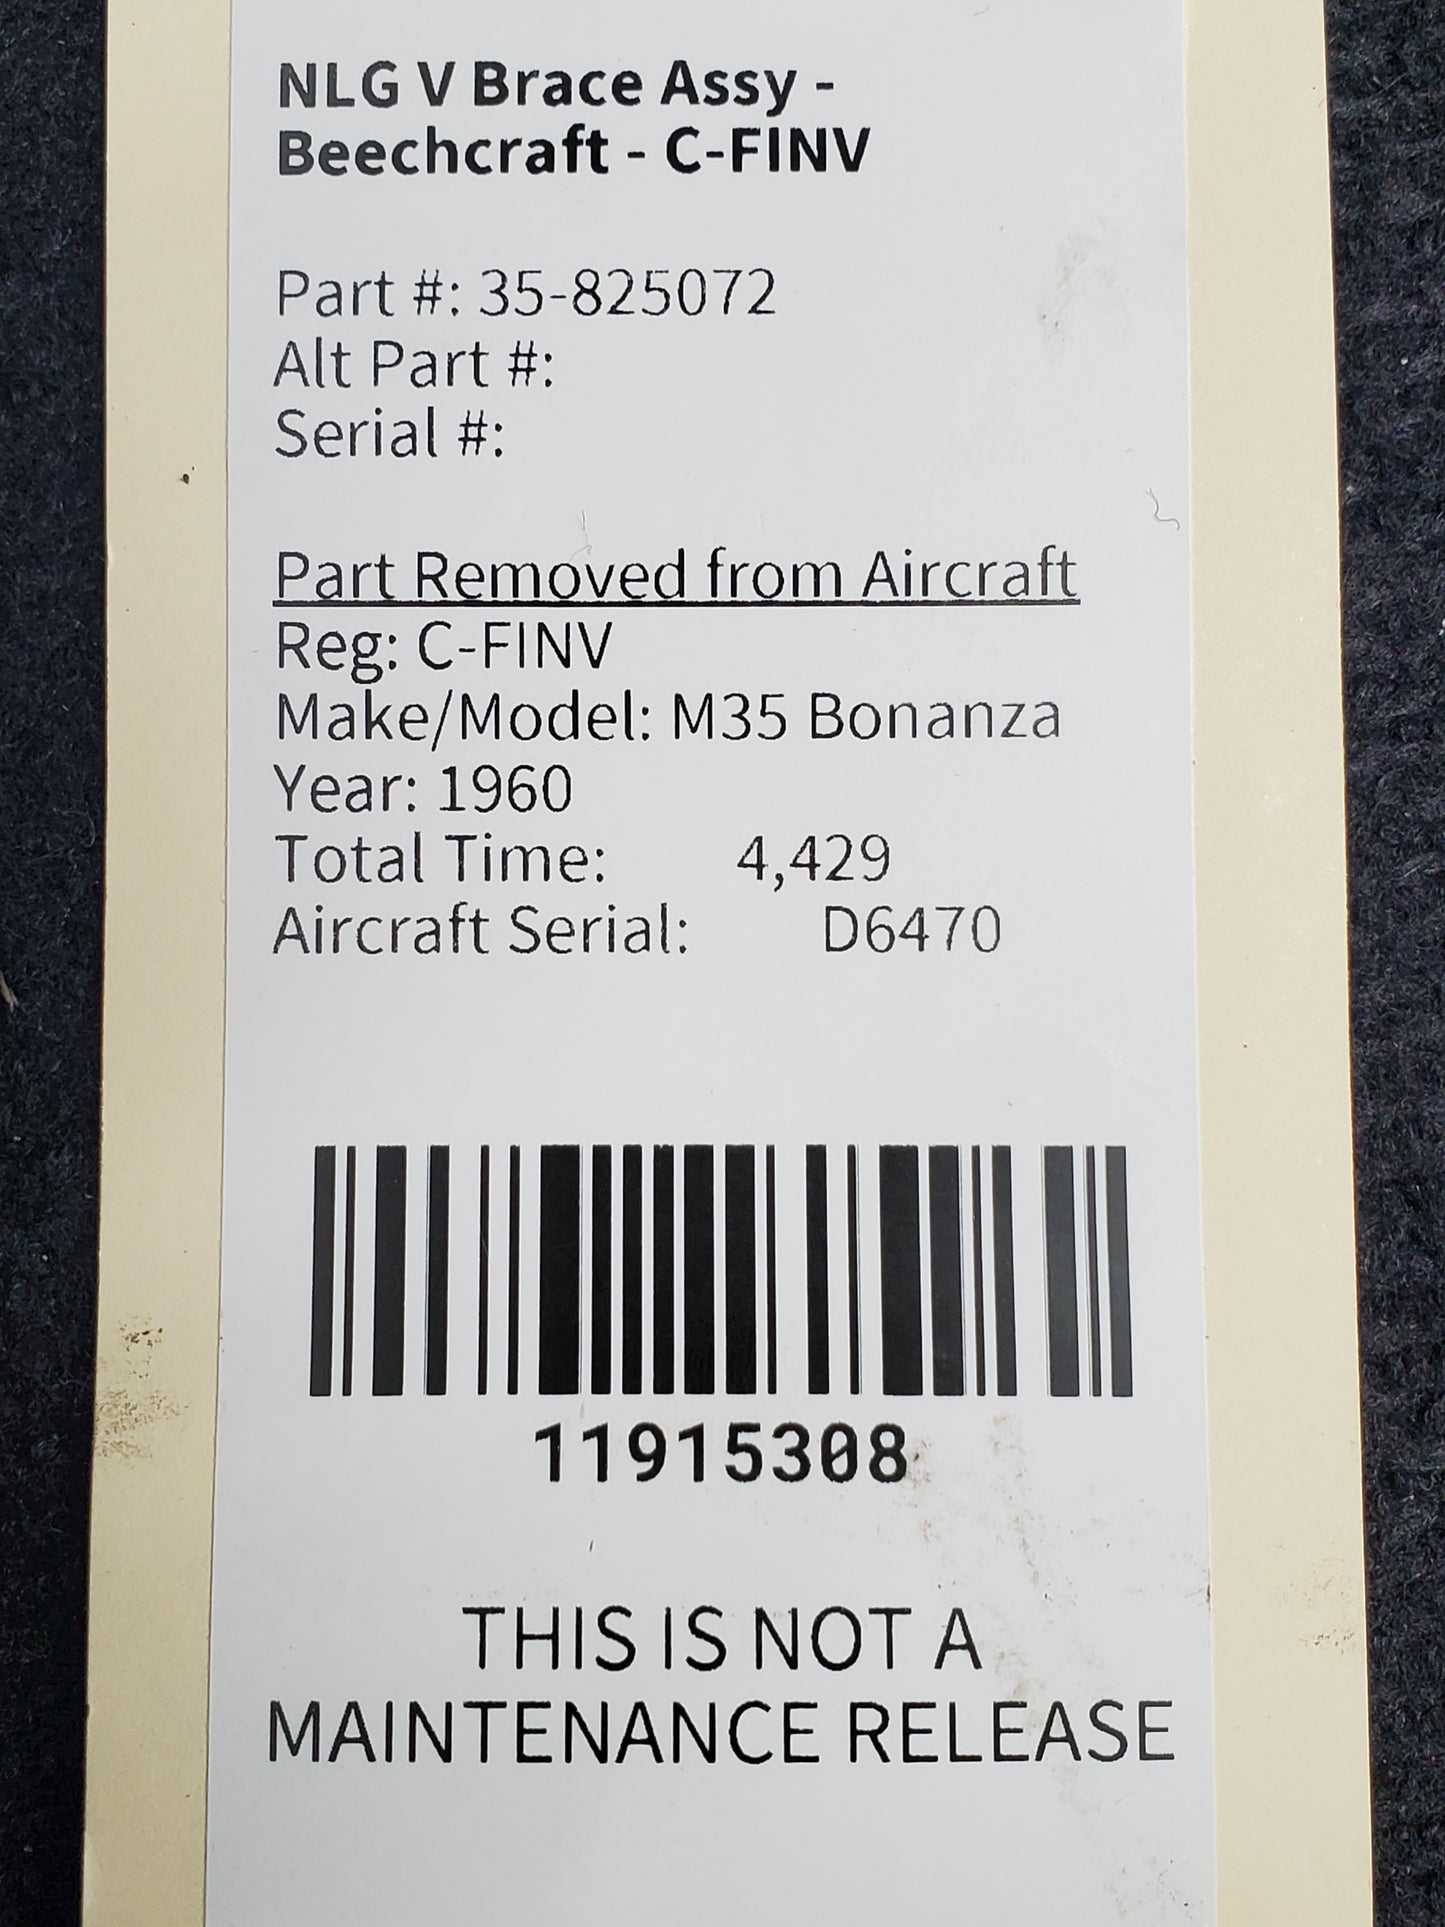 NLG V Brace Assy -
Beechcraft - C-FINV
Part #: 35-825072
Alt Part #:
Serial #:
Part Removed from Aircraft
Reg: C-FINV
Make/Model: M35 Bonanza
Year: 1960
Total Time: 4,429
Aircraft Serial: D6470
11915308
THIS IS NOT A
MAINTENANCE RELEASE